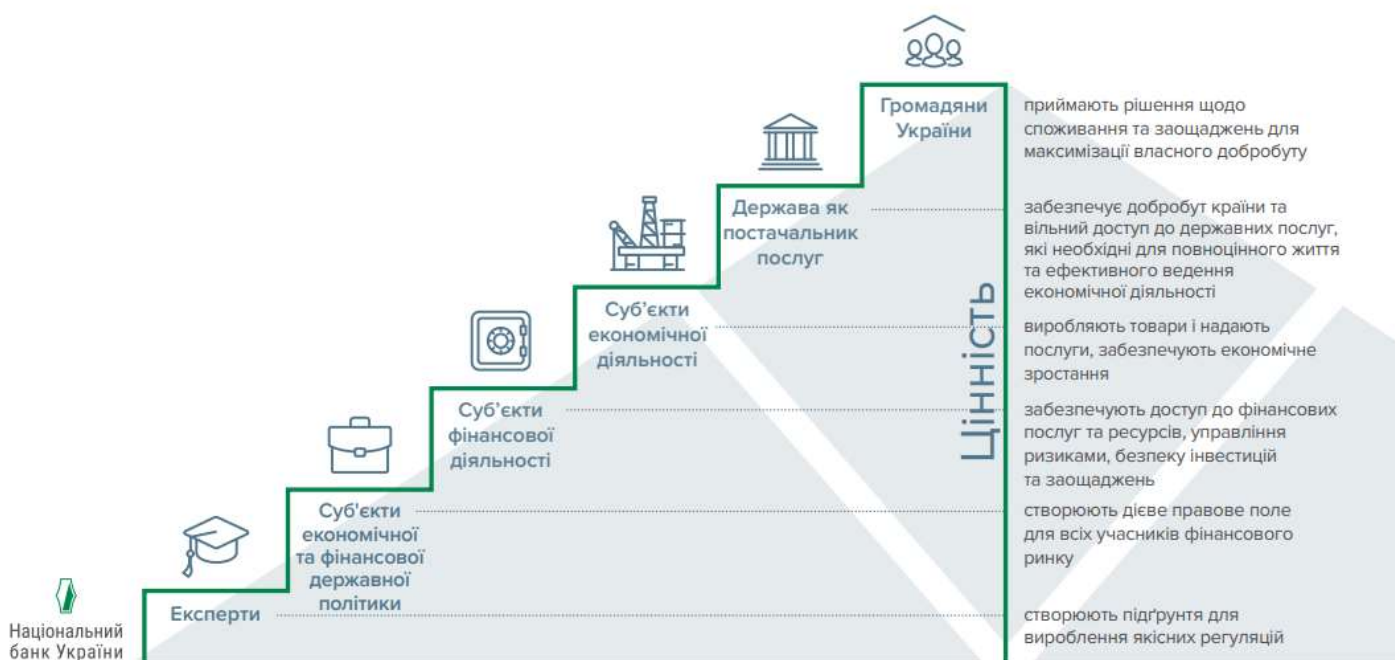 Громадяни
України
приймають рішення щодо
споживання та заощаджень для
максимізації власного добробуту
Держава як
постачальник
послуг
забезпечує добробут країни та
вільний доступ до державних послуг,
які необхідні для повноцінного життя
та ефективного ведення
економічної діяльності
Суб’єкти
економічної
діяльності
виробляють товари і надають
послуги, забезпечують економічне
зростання
Суб’єкти
фінансової
діяльності
забезпечують доступ до фінансових
послуг та ресурсів, управління
ризиками, безпеку інвестицій
та заощаджень
Суб'єкти
економічної
та фінансової
державної
політики
створюють дієве правове поле
для всіх учасників фінансового
ринку
Експерти
створюють підґрунтя для
вироблення якісних регуляцій
Цінність
Національний
банк України